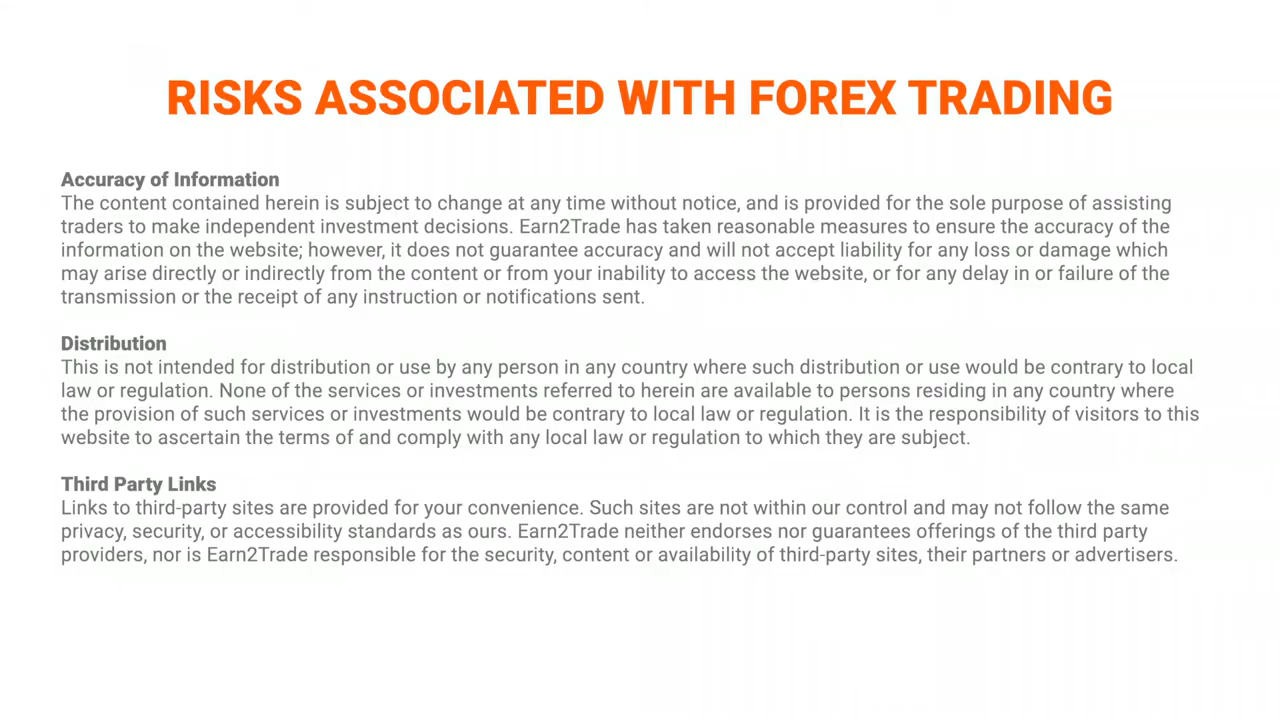 RISKS ASSOCIATED WITH FOREX TRADING
Accuracy of Information
The content contained herein is subject to change at any time without notice, and is provided for the sole purpose of assisting
traders to make independent investment decisions. Earn2Trade has taken reasonable measures to ensure the accuracy of the
information on the website; however, it does not guarantee accuracy and will not accept liability for any loss or damage which
may arise directly or indirectly from the content or from your inability to access the website, or for any delay in or failure of the
transmission or the receipt of any instruction or notifications sent.
Distribution
This is not intended for distribution or use by any person in any country where such distribution or use would be contrary to local
law or regulation. None of the services or investments referred to herein are available to persons residing in any country where
the provision of such services or investments would be contrary to local law or regulation. It is the responsibility of visitors to this
website to ascertain the terms of and comply with any local law or regulation to which they are subject.
Third Party Links
Links to third-party sites are provided for your convenience. Such sites are not within our control and may not follow the same
privacy, security, or accessibility standards as ours. Earn2Trade neither endorses nor guarantees offerings of the third party
providers, nor is Earn2Trade responsible for the security, content or availability of third-party sites, their partners or advertisers.